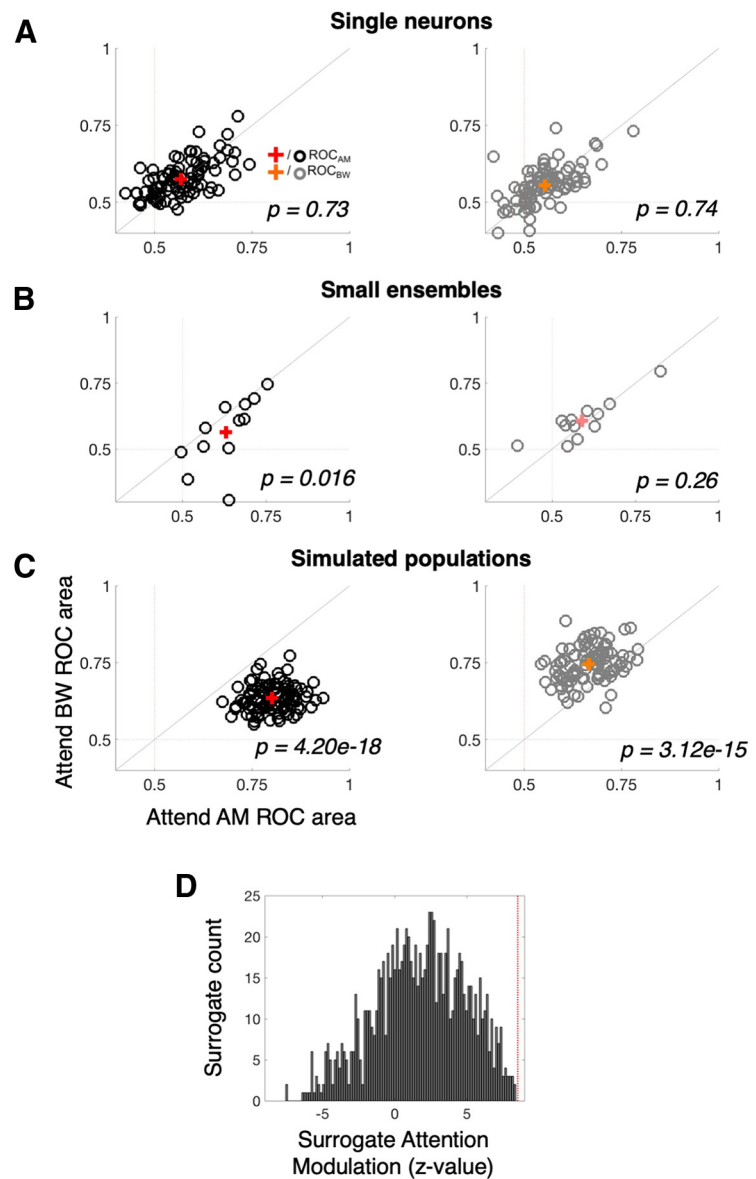 A
Single neurons
1
0.75
0.5
0.5
0.75
1
+ / O ROCAM
+ / O ROCBW
p = 0.73
1
0.75
0.5
0.5
0.75
1
p = 0.74
B
Small ensembles
1
0.75
0.5
0.5
0.75
1
p = 0.016
1
0.75
0.5
0.5
0.75
1
p = 0.26
C
Simulated populations
Attend BW ROC area
1
0.75
0.5
0.5
0.75
1
p = 4.20e-18
Attend AM ROC area
1
0.75
0.5
0.5
0.75
1
p = 3.12e-15
D
Surrogate count
25
20
15
10
5
0
-5
0
5
Surrogate Attention
Modulation (z-value)